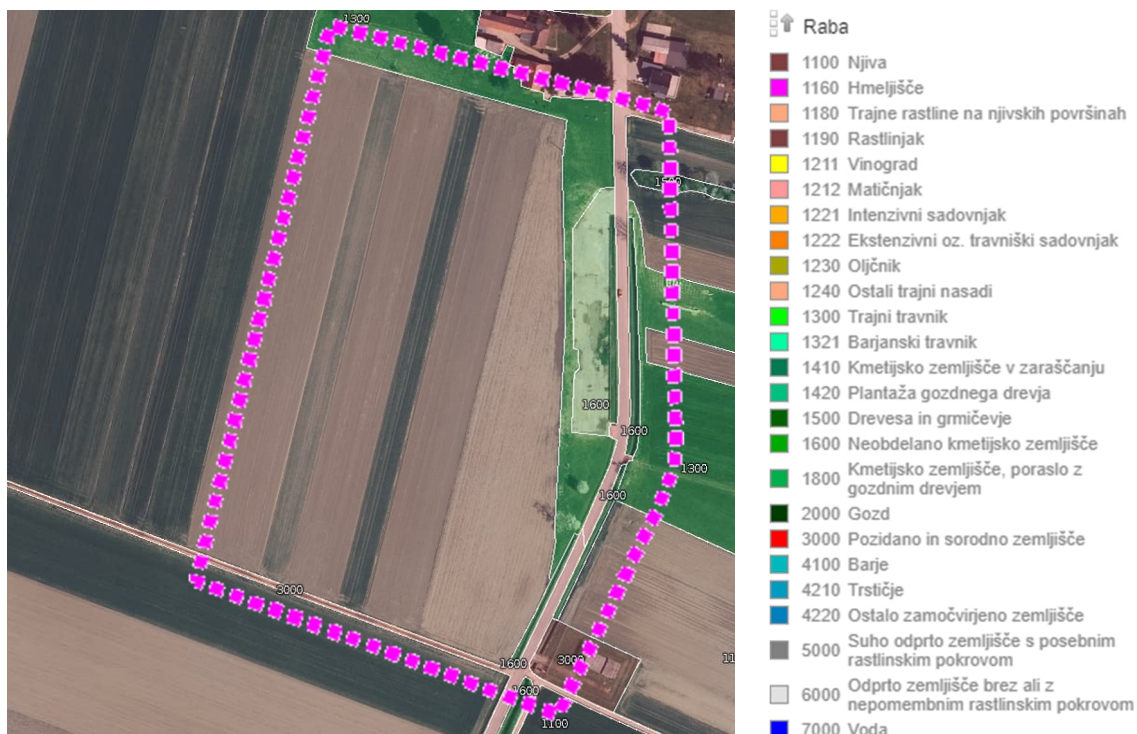 1300
1500
1600
1600
1300
1600
3000
1600
3000
11
1600
1100
Raba
1100 Njiva
1160 Hmeljišče
1180 Trajne rastline na njivskih površinah
1190 Rastlinjak
1211 Vinograd
1212 Matičnjak
1221 Intenzivni sadovnjak
1222 Ekstenzivni oz. travniški sadovnjak
1230 Oljčnik
1240 Ostali trajni nasadi
1300 Trajni travnik
1321 Barjanski travnik
1410 Kmetijsko zemljišče v zaraščanju
1420 Plantaža gozdnega drevja
1500 Drevesa in grmičevje
1600 Neobdelano kmetijsko zemljišče
1800 Kmetijsko zemljišče, poraslo z
gozdnim drevjem
2000 Gozd
3000 Pozidano in sorodno zemljišče
4100 Barje
4210 Trstičje
4220 Ostalo zamočvirjeno zemljišče
5000 Suho odprto zemljišče s posebnim
rastlinskim pokrovom
6000 Odprto zemljišče brez ali z
nepomembnim rastlinskim pokrovom
7000 Voda